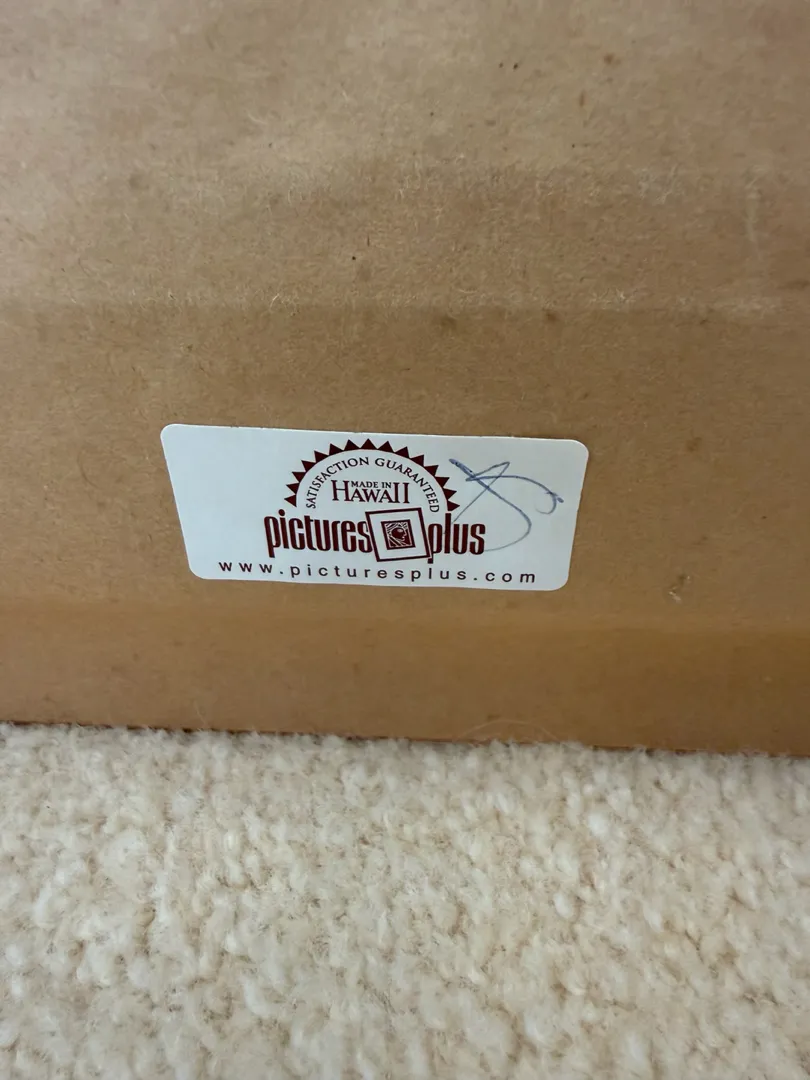 SATISFACTION GUARANTEED
MADE IN
HAWAII
pictures plus
www.picturesplus.com